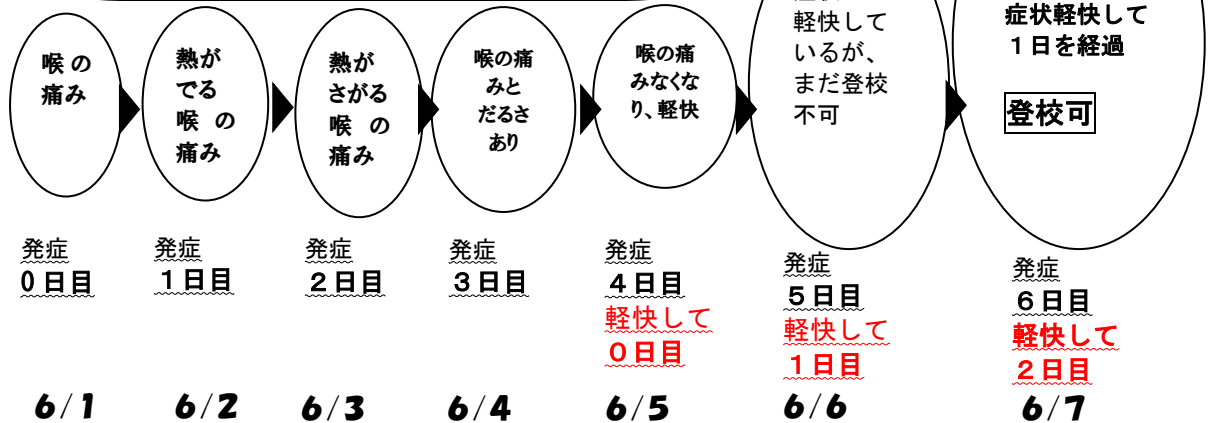 喉の
痛み
熱が
でる
喉 の
痛み
熱が
さがる
喉 の
痛み
喉の痛
みと
だるさ
あり
喉の痛
みなくな
り、軽快
軽快して
いるが、
まだ登校
不可
症状軽快して
1日を経過
登校可
発症
0日目
発症
1日目
発症
2日目
発症
3日目
発症
4日目
軽快して
0日目
発症
5日目
軽快して
1日目
発症
6日目
軽快して
2日目
6/1
6/2
6/3
6/4
6/5
6/6
6/7